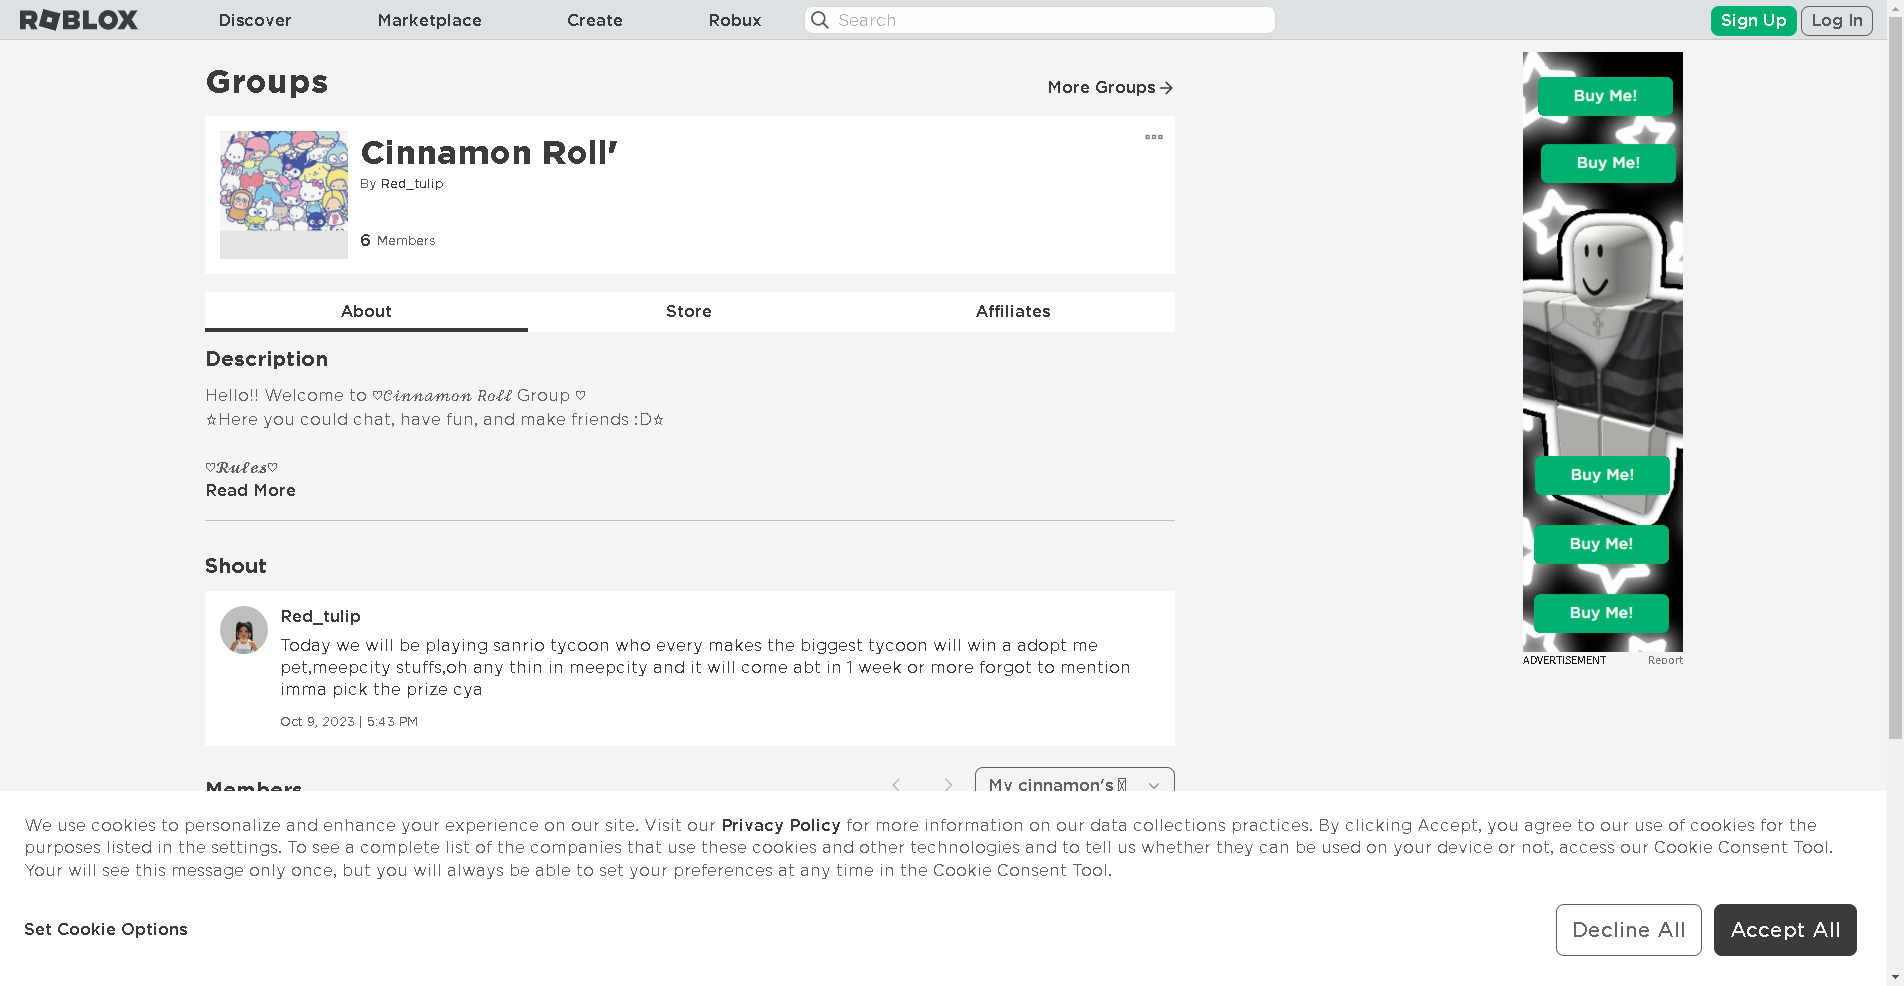 ROBLOX
Discover
Marketplace
Create
Robux
Search
Sign Up
Log In
Groups
More Groups
Cinnamon Roll'
By Red_tulip
6 Members
About
Store
Affiliates
Description
Hello!! Welcome to ♡𝓒𝓲𝓷𝓷𝓪𝓶𝓸𝓷 𝓡𝓸𝓵𝓵 Group ♡
☆Here you could chat, have fun, and make friends :D☆
♡𝓡𝓾𝓵𝓮𝓼♡
Read More
Shout
Red_tulip
Today we will be playing sanrio tycoon who every makes the biggest tycoon will win a adopt me
pet,meepcity stuffs,oh any thin in meepcity and it will come abt in 1 week or more forgot to mention
imma pick the prize cya
Oct 9, 2023 | 5:43 PM
Members
My cinnamon's
Buy Me!
Buy Me!
Buy Me!
Buy Me!
Buy Me!
ADVERTISEMENT
Report
We use cookies to personalize and enhance your experience on our site. Visit our Privacy Policy for more information on our data collections practices. By clicking Accept, you agree to our use of cookies for the
purposes listed in the settings. To see a complete list of the companies that use these cookies and other technologies and to tell us whether they can be used on your device or not, access our Cookie Consent Tool.
Your will see this message only once, but you will always be able to set your preferences at any time in the Cookie Consent Tool.
Set Cookie Options
Decline All
Accept All